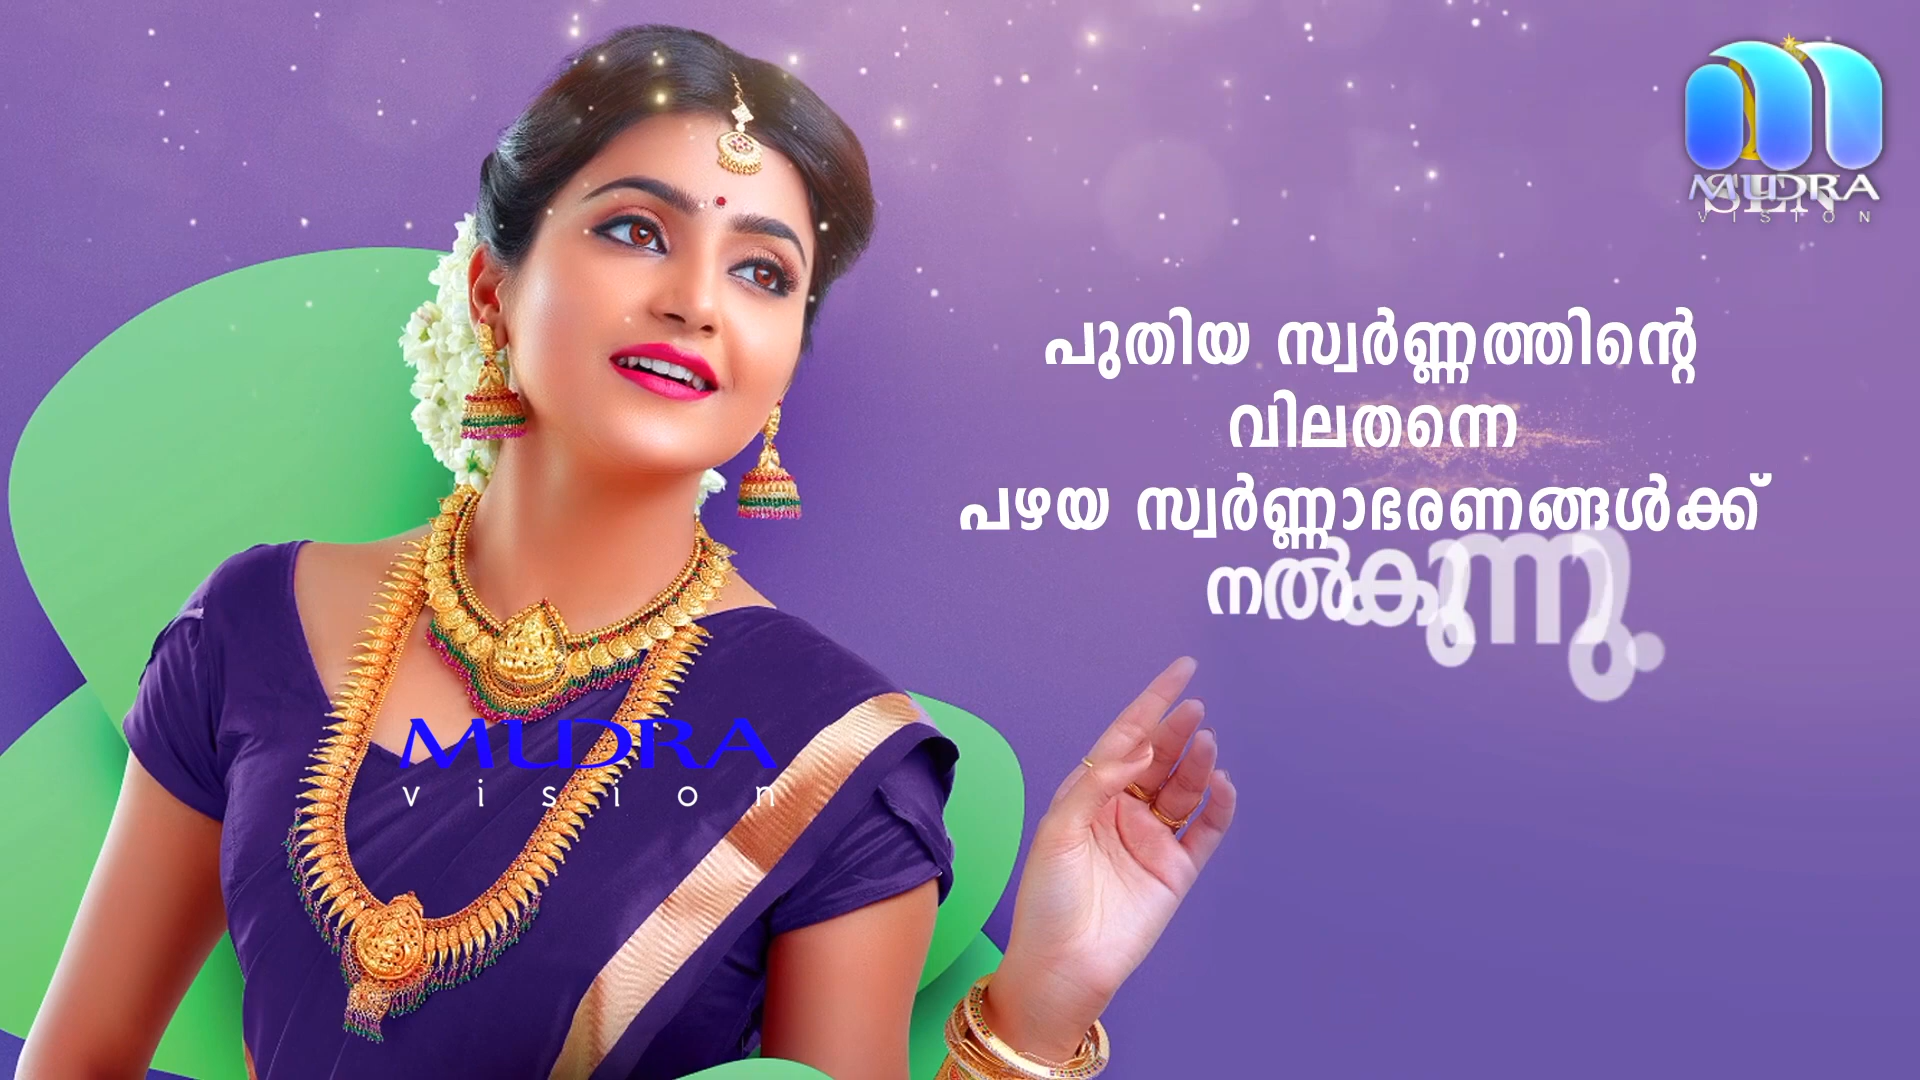 MUDRA
VISION
പുതിയ സ്വർണ്ണത്തിന്റെ
വിലതന്നെ
പഴയ സ്വർണ്ണാഭരണങ്ങൾക്ക്
നൽകുന്നു.
MUDRA
vision